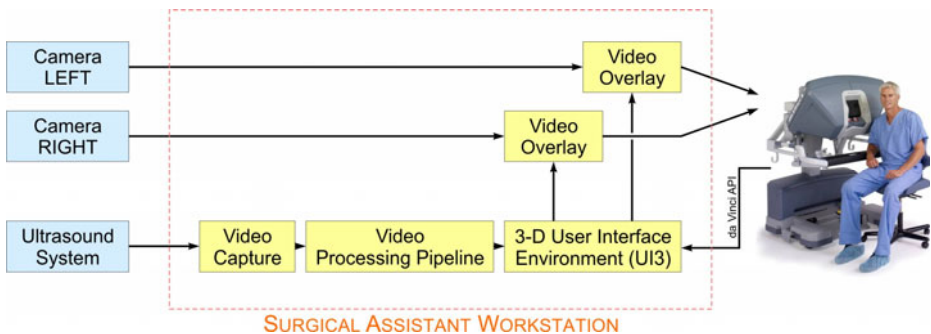 Camera
LEFT
Video
Overlay
Camera
RIGHT
Video
Overlay
da Vinci API
Ultrasound
System
Video
Capture
Video
Processing Pipeline
3-D User Interface
Environment (UI3)
SURGICAL ASSISTANT WORKSTATION